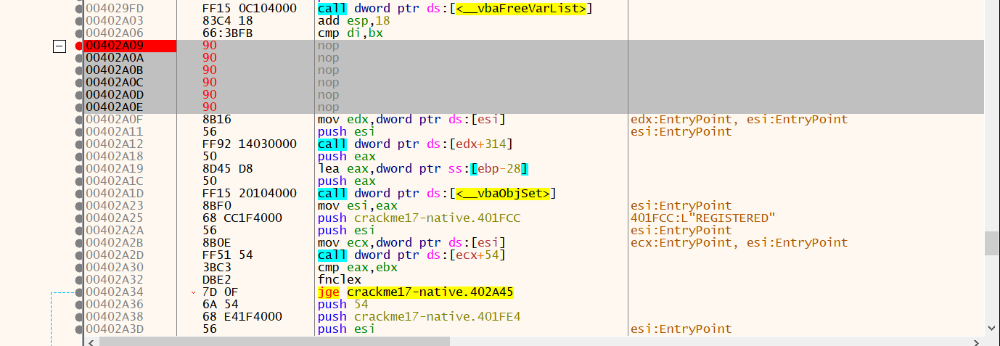 004029FD FF15 0C104000 call dword ptr ds:[<__vbaFreeVarList>]
00402A03 83C4 18 add esp,18
00402A06 66:3BFB cmp di,bx
00402A09 90 nop
00402A0A 90 nop
00402A0B 90 nop
00402A0C 90 nop
00402A0D 90 nop
00402A0E 90 nop
00402A0F 8B16 mov edx,dword ptr ds:[esi] edx:EntryPoint, esi:EntryPoint
00402A11 56 push esi esi:EntryPoint
00402A12 FF92 14030000 call dword ptr ds:[edx+314]
00402A18 50 push eax
00402A19 8D45 D8 lea eax,dword ptr ss:[ebp-28]
00402A1C 50 push eax
00402A1D FF15 20104000 call dword ptr ds:[<__vbaObjSet>]
00402A23 8BF0 mov esi,eax esi:EntryPoint
00402A25 68 CC1F4000 push crackme17-native.401FCC 401FCC:L"REGISTERED"
00402A2A 56 push esi esi:EntryPoint
00402A2B 8B0E mov ecx,dword ptr ds:[esi] ecx:EntryPoint, esi:EntryPoint
00402A2D FF51 54 call dword ptr ds:[ecx+54]
00402A30 3BC3 cmp eax,ebx
00402A32 DBE2 fnclex
00402A34 7D 0F jge crackme17-native.402A45
00402A36 6A 54 push 54
00402A38 68 E41F4000 push crackme17-native.401FE4
00402A3D 56 push esi esi:EntryPoint